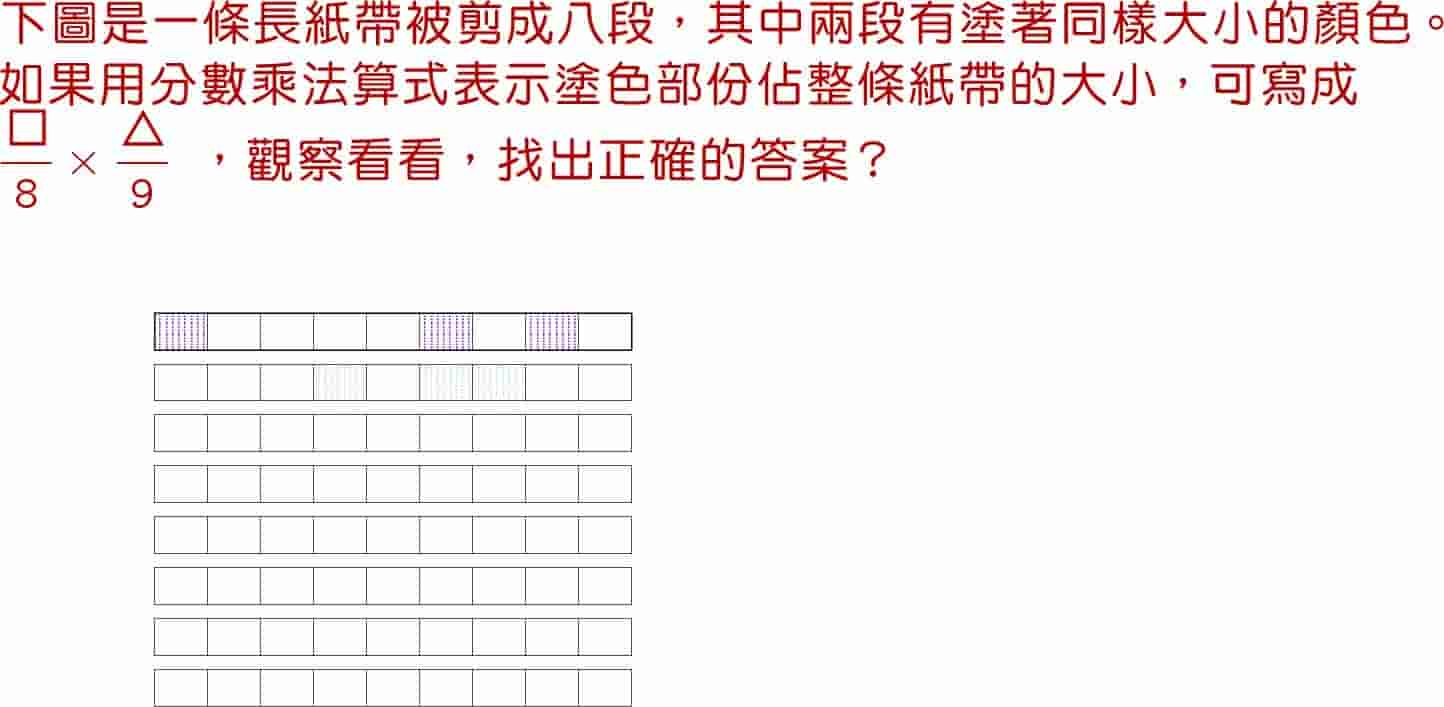 下圖是一條長紙帶被剪成八段，其中兩段有塗著同樣大小的顏色。
如果用分數乘法算式表示塗色部份佔整條紙帶的大小，可寫成
□/8 × △/9 ，觀察看看，找出正確的答案？